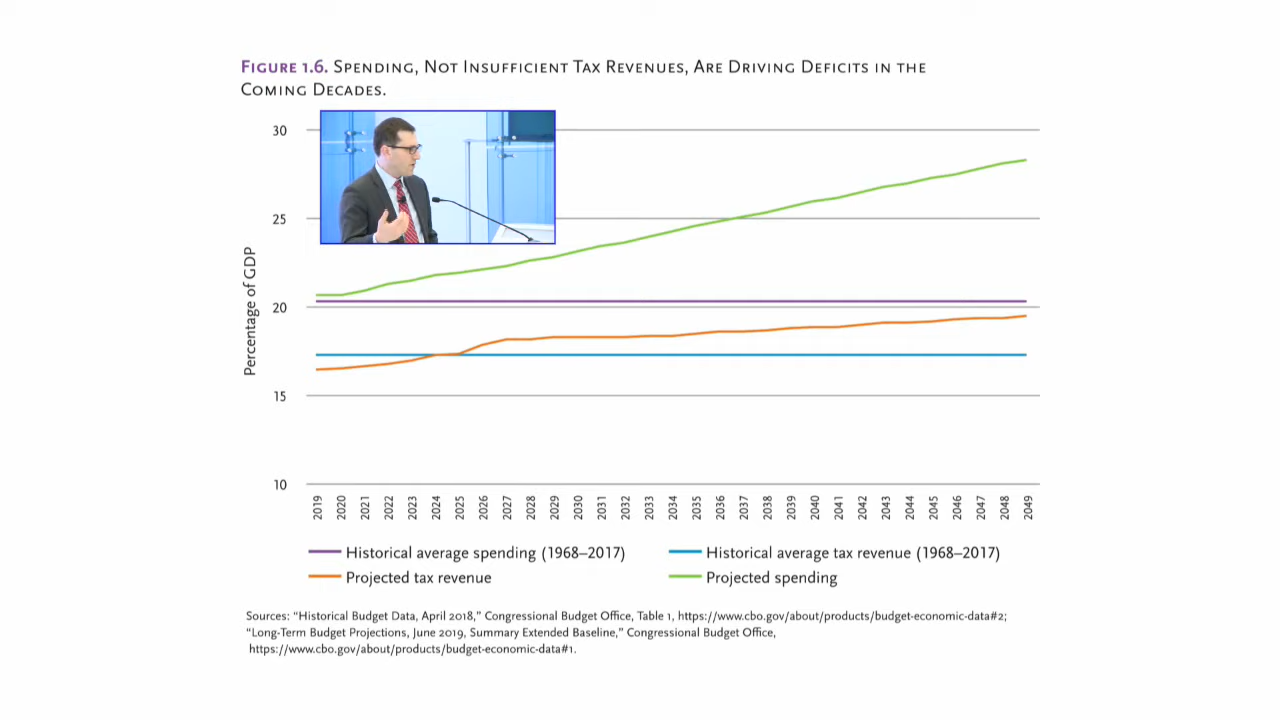 FIGURE 1.6. SPENDING, NOT INSUFFICIENT TAX REVENUES, ARE DRIVING DEFICITS IN THE
COMING DECADES.
30
25
20
15
10
Percentage of GDP
2019 2020 2021 2022 2023 2024 2025 2026 2027 2028 2029 2030 2031 2032 2033 2034 2035 2036 2037 2038 2039 2040 2041 2042 2043 2044 2045 2046 2047 2048 2049
Historical average spending (1968–2017) Historical average tax revenue (1968–2017)
Projected tax revenue Projected spending
Sources: “Historical Budget Data, April 2018,” Congressional Budget Office, Table 1, https://www.cbo.gov/about/products/budget-economic-data#2;
“Long-Term Budget Projections, June 2019, Summary Extended Baseline,” Congressional Budget Office,
https://www.cbo.gov/about/products/budget-economic-data#1.